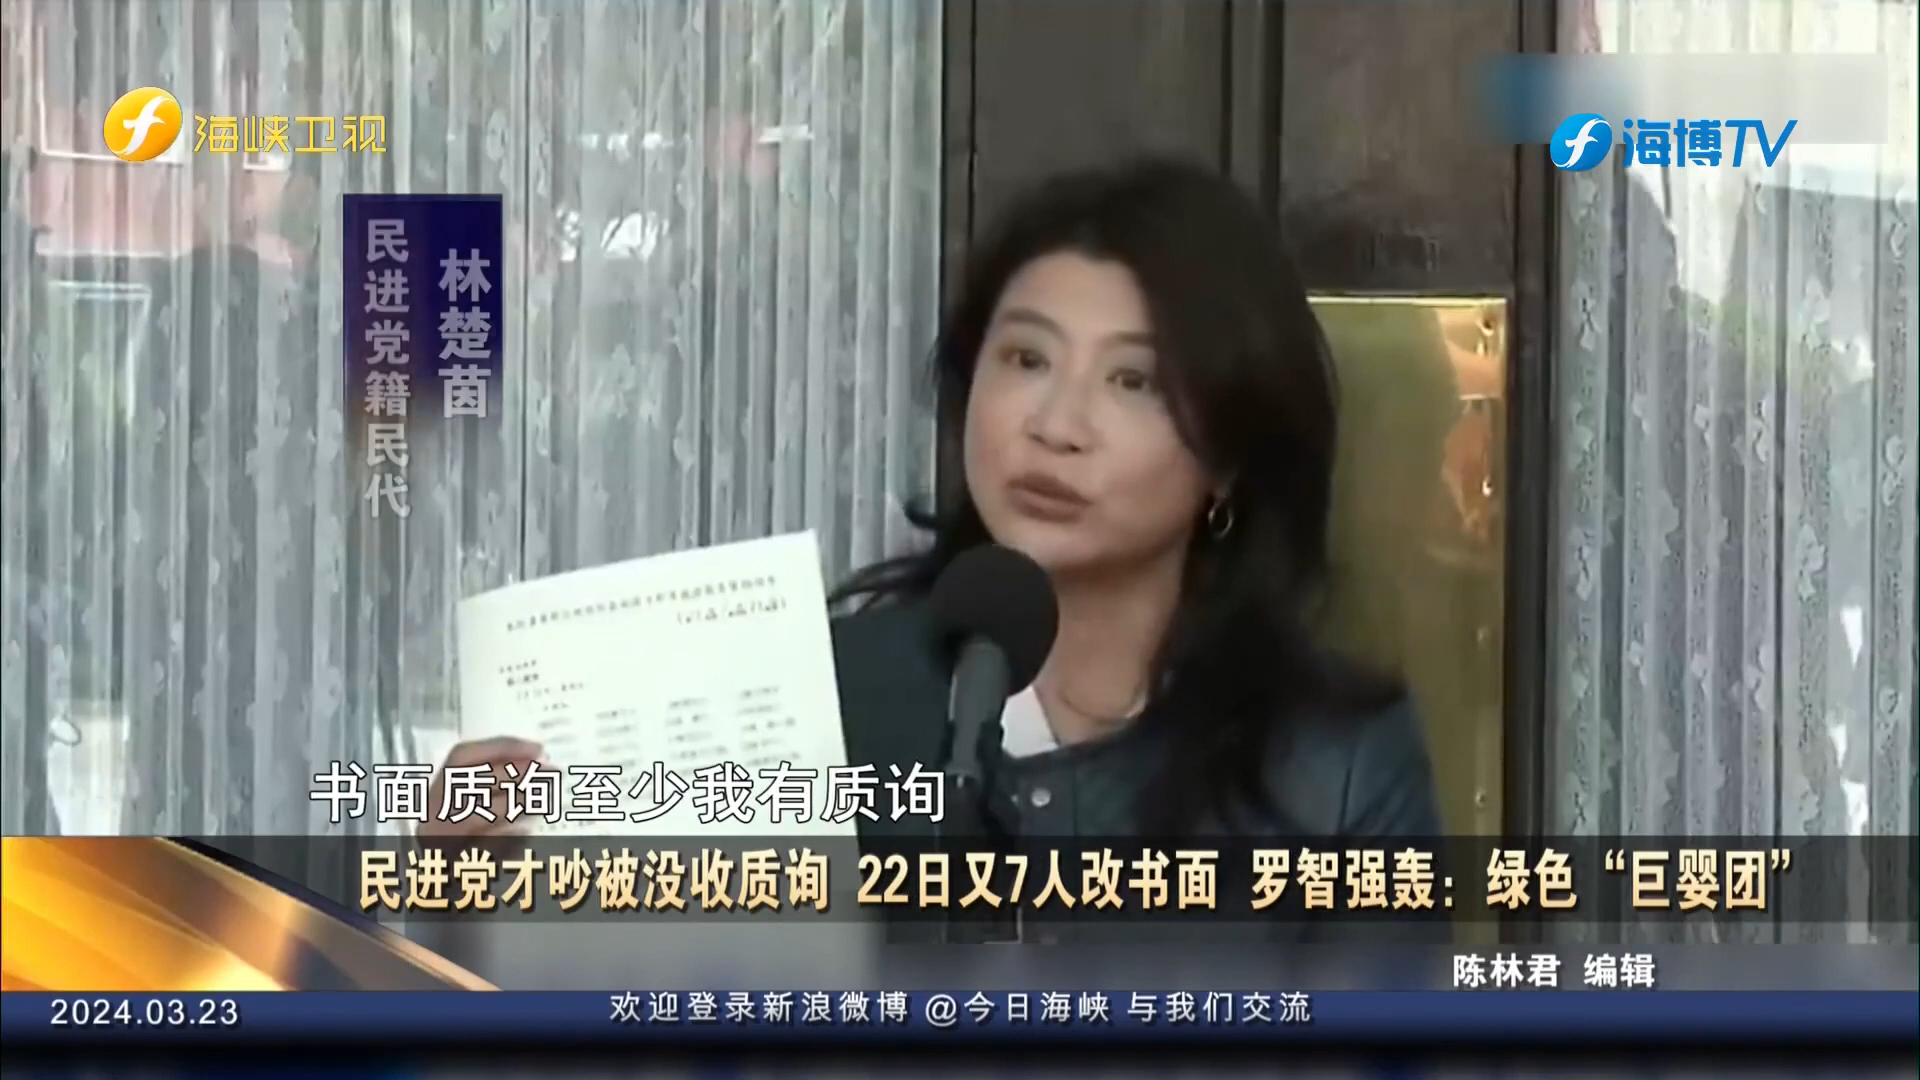 海峡卫视
海博TV
林楚茵
民进党籍民代
书面质询至少我有质询
民进党才吵被没收质询 22日又7人改书面 罗智强轰：绿色“巨婴团”
陈林君 编辑
2024.03.23
欢迎登录新浪微博 @今日海峡 与我们交流